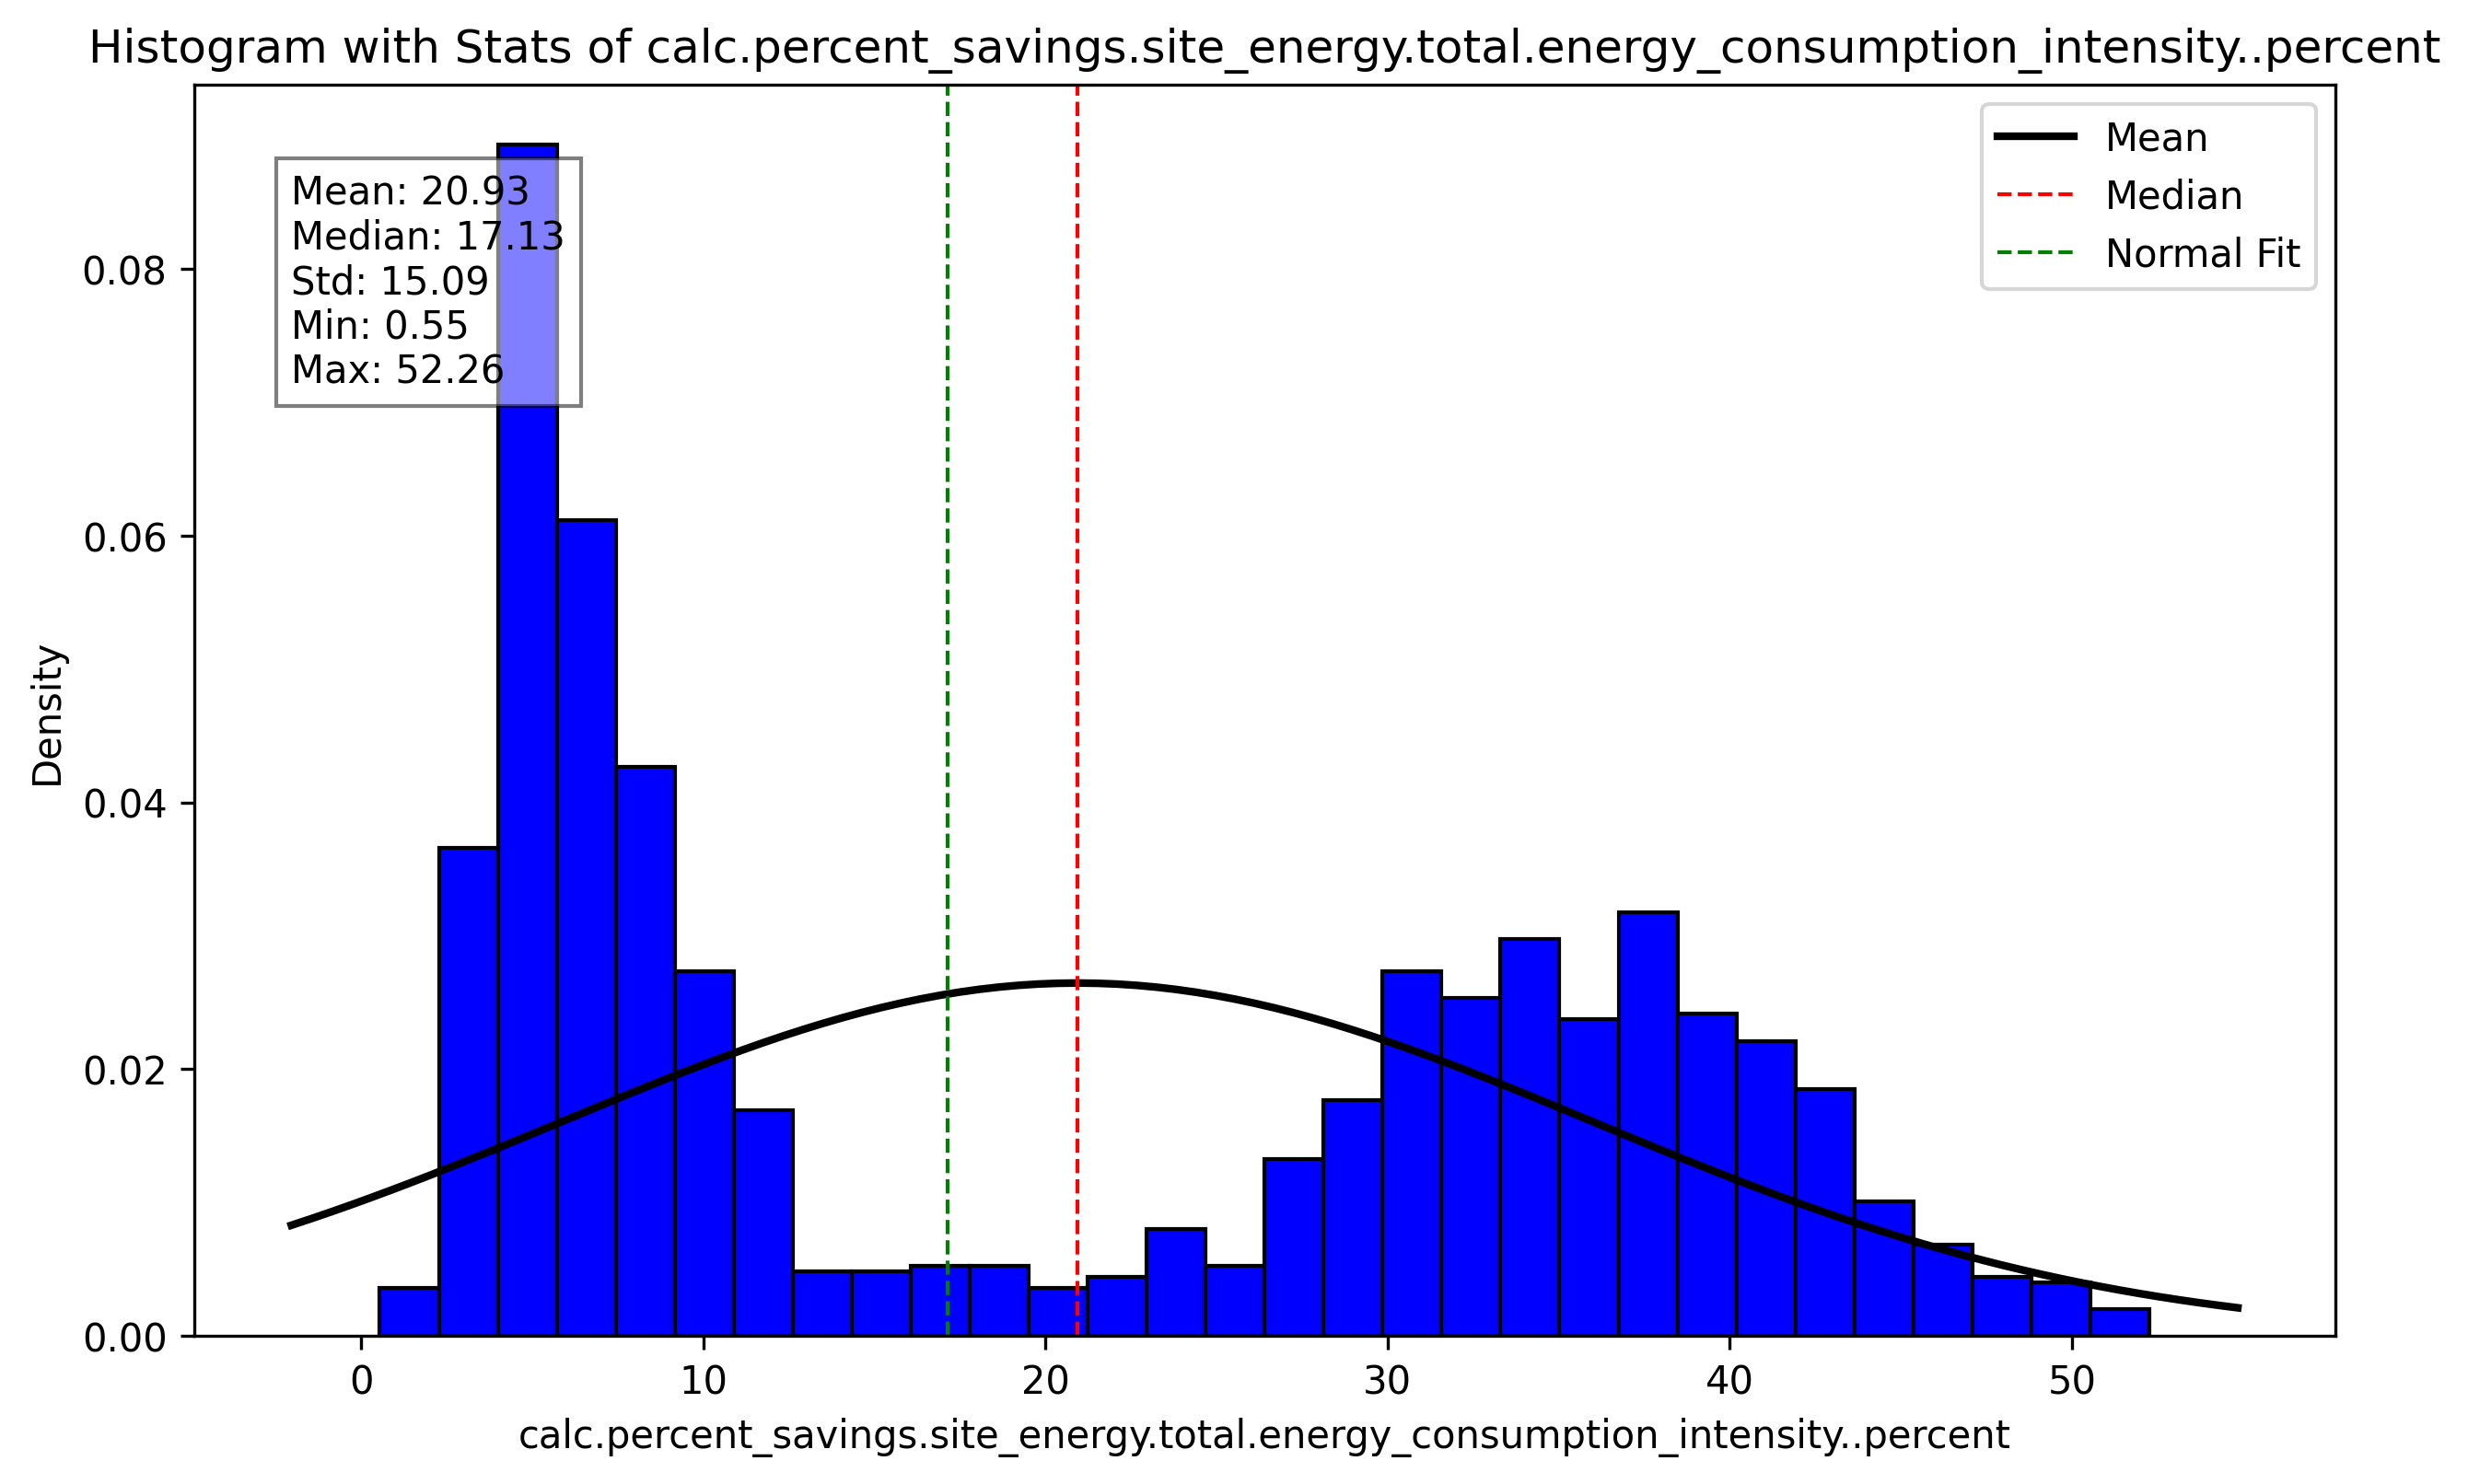 Histogram with Stats of calc.percent_savings.site_energy.total.energy_consumption_intensity..percent
Mean: 20.93
Median: 17.13
Std: 15.09
Min: 0.55
Max: 52.26
Mean
Median
Normal Fit
Density
0.08
0.06
0.04
0.02
0.00
0 10 20 30 40 50
calc.percent_savings.site_energy.total.energy_consumption_intensity..percent